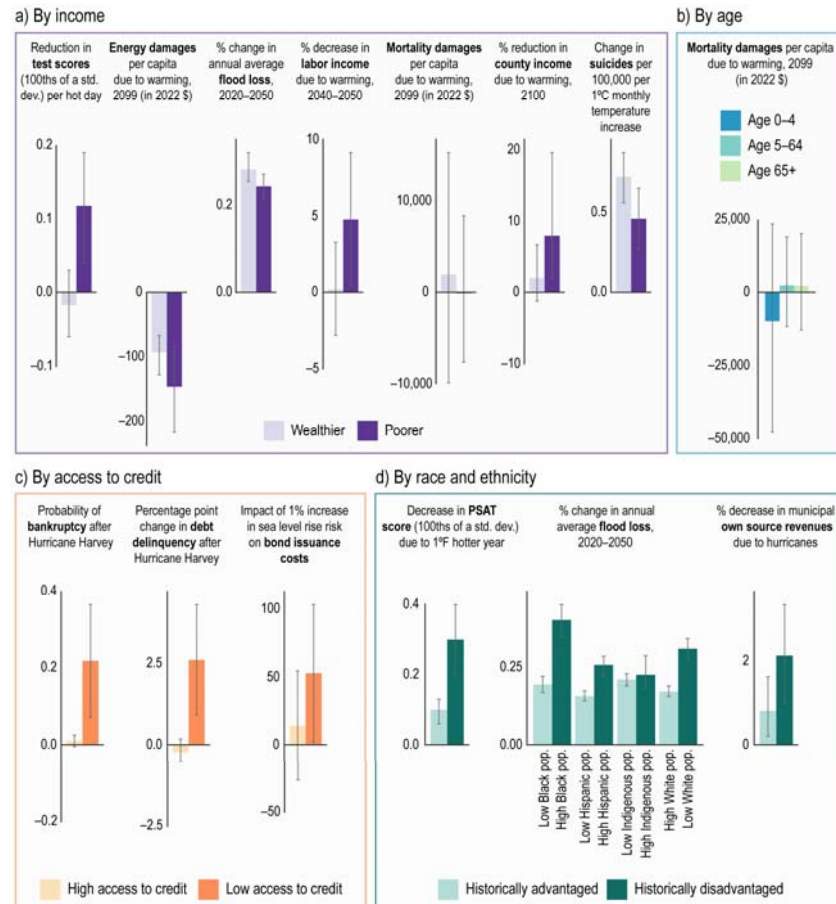 a) By income
Reduction in
test scores
(100ths of a std.
dev.) per hot day
0.2
0.1
0.0
–0.1
Energy damages
per capita
due to warming,
2099 (in 2022 $)
0
–100
–200
% change in
annual average
flood loss,
2020–2050
0.2
0.0
% decrease in
labor income
due to warming,
2040–2050
10
5
0
–5
Mortality damages
per capita
due to warming,
2099 (in 2022 $)
10,000
0
–10,000
% reduction in
county income
due to warming,
2100
20
10
0
–10
Change in
suicides per
100,000 per
1ºC monthly
temperature
increase
0.5
0.0
Wealthier
Poorer
b) By age
Mortality damages per capita
due to warming, 2099
(in 2022 $)
Age 0–4
Age 5–64
Age 65+
25,000
0
–25,000
–50,000
c) By access to credit
Probability of
bankruptcy after
Hurricane Harvey
0.4
0.2
0.0
–0.2
Percentage point
change in debt
delinquency after
Hurricane Harvey
2.5
0.0
–2.5
Impact of 1% increase
in sea level rise risk
on bond issuance
costs
100
50
0
–50
High access to credit
Low access to credit
d) By race and ethnicity
Decrease in PSAT
score (100ths of a std. dev.)
due to 1ºF hotter year
0.4
0.2
0.0
% change in annual
average flood loss,
2020–2050
0.25
0.00
Low Black pop.
High Black pop.
Low Hispanic pop.
High Hispanic pop.
Low Indigenous pop.
High Indigenous pop.
High White pop.
Low White pop.
% decrease in municipal
own source revenues
due to hurricanes
2
0
Historically advantaged
Historically disadvantaged